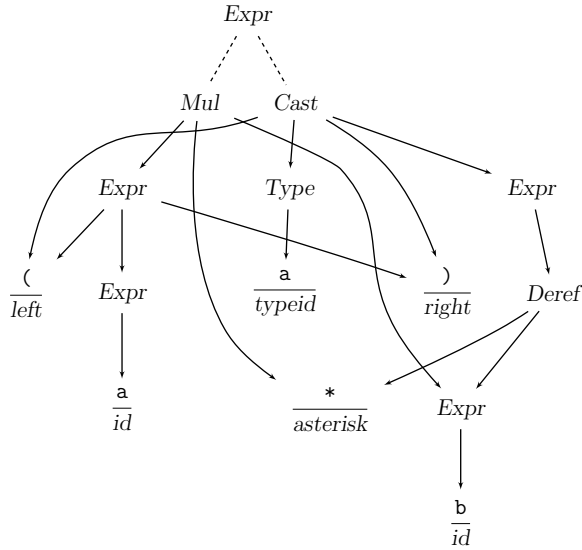 Expr
Mul Cast
Expr Type Expr
( a )
left typeid right
Expr Deref
a * Expr
id asterisk
b
id